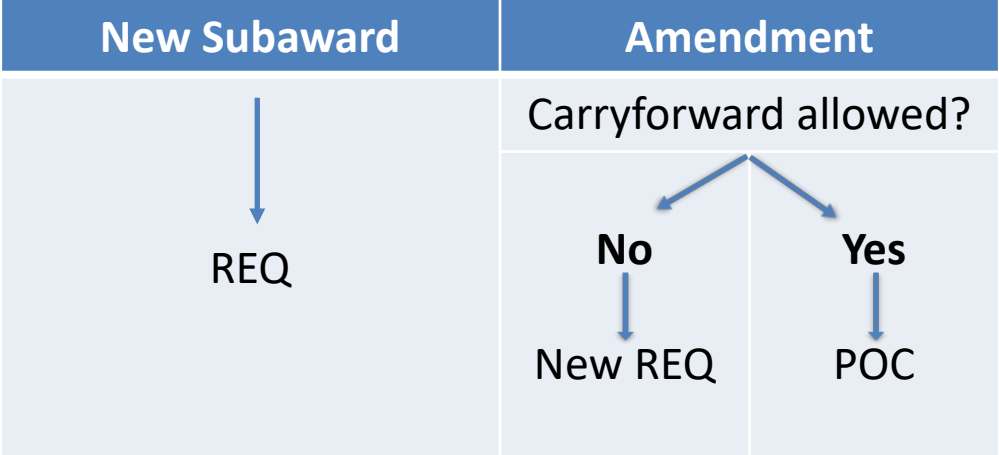 New Subaward
Amendment
REQ
Carryforward allowed?
No
Yes
New REQ
POC